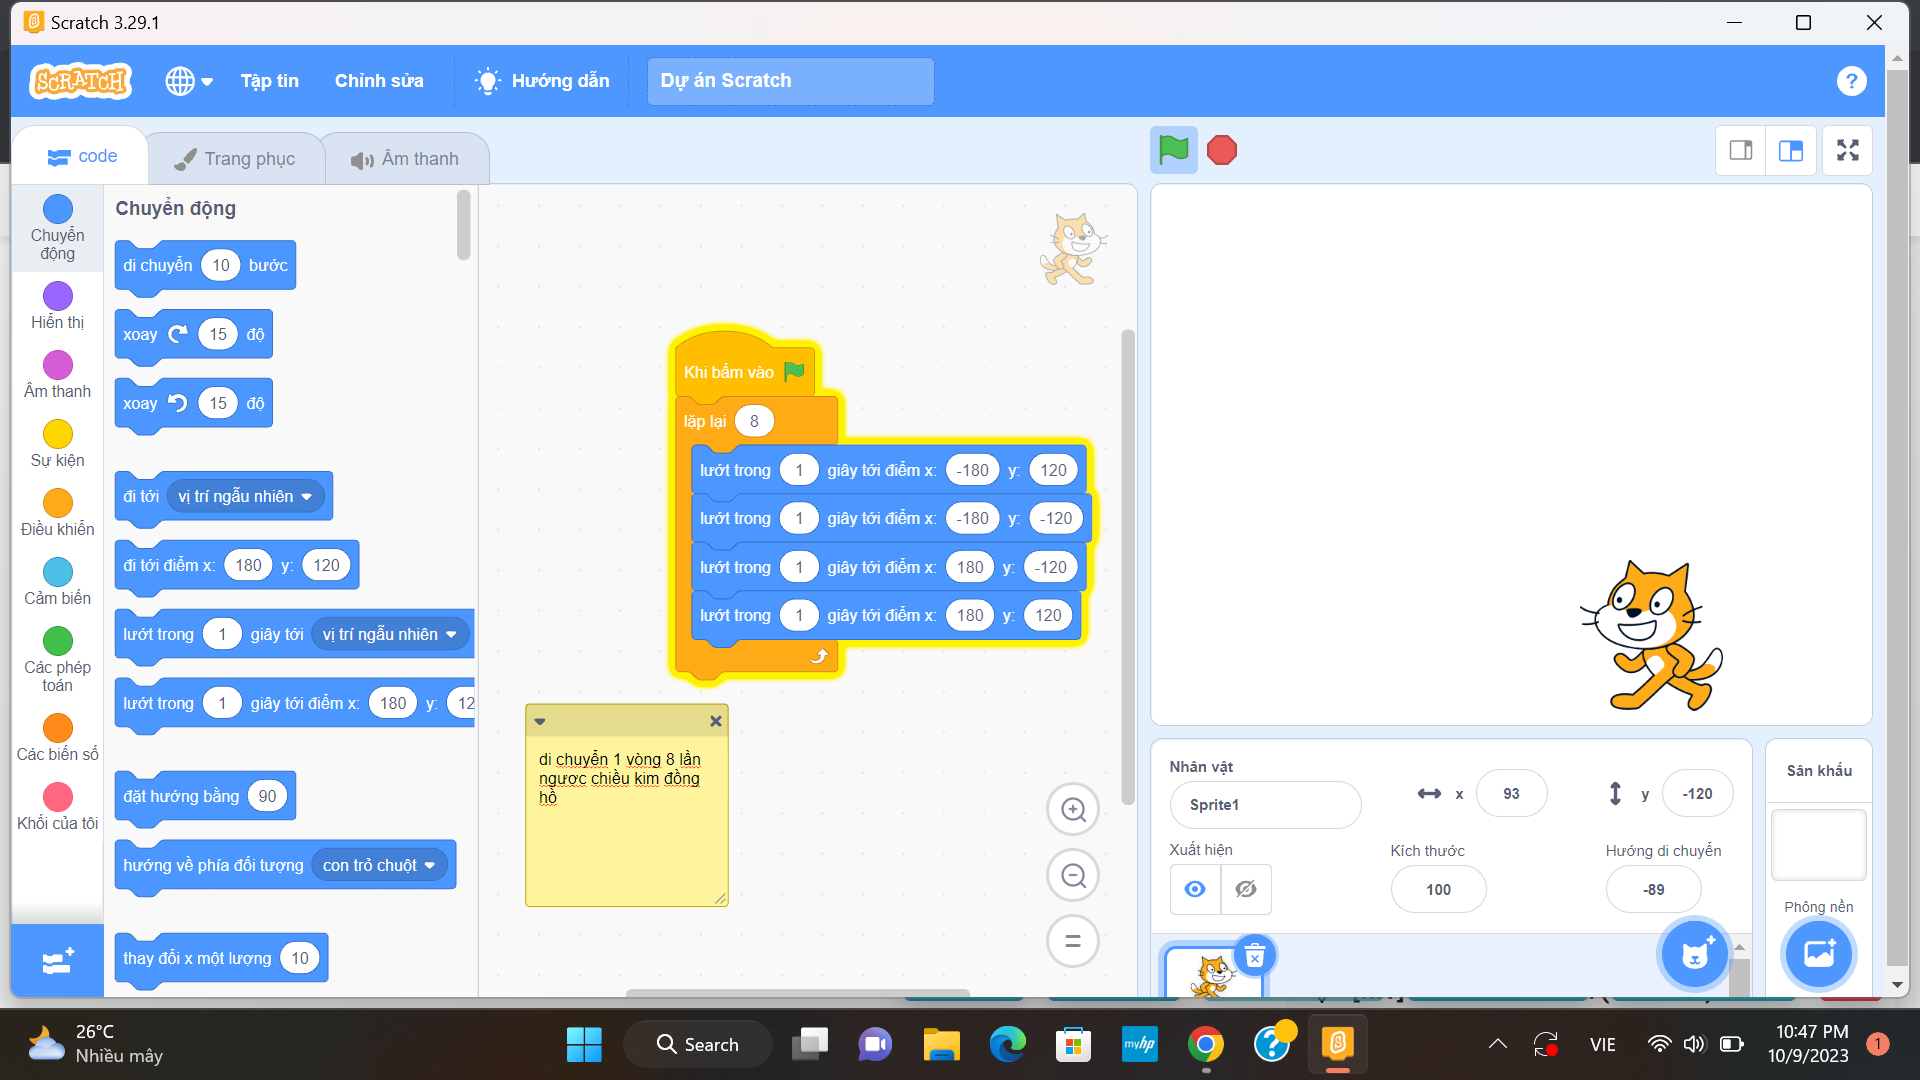 Scratch 3.29.1
SCRATCH
Tập tin
Chỉnh sửa
Hướng dẫn
Dự án Scratch
?
code
Trang phục
Âm thanh
Chuyển động
Hiển thị
Âm thanh
Sự kiện
Điều khiển
Cảm biến
Các phép toán
Các biến số
Khối của tôi
Chuyển động
di chuyển 10 bước
xoay 15 độ
xoay 15 độ
đi tới vị trí ngẫu nhiên
đi tới điểm x: 180 y: 120
lướt trong 1 giây tới vị trí ngẫu nhiên
lướt trong 1 giây tới điểm x: 180 y: 12
đặt hướng bằng 90
hướng về phía đối tượng con trỏ chuột
thay đổi x một lượng 10
Khi bấm vào
lặp lại 8
lướt trong 1 giây tới điểm x: -180 y: 120
lướt trong 1 giây tới điểm x: -180 y: -120
lướt trong 1 giây tới điểm x: 180 y: -120
lướt trong 1 giây tới điểm x: 180 y: 120
di chuyển 1 vòng 8 lần
ngược chiều kim đồng
hồ
Nhân vật
Sprite1
x 93
y -120
Xuất hiện
Kích thước
100
Hướng di chuyển
-89
Sân khấu
Phông nền
26°C
Nhiều mây
Search
myhp
VIE
10:47 PM
10/9/2023
1